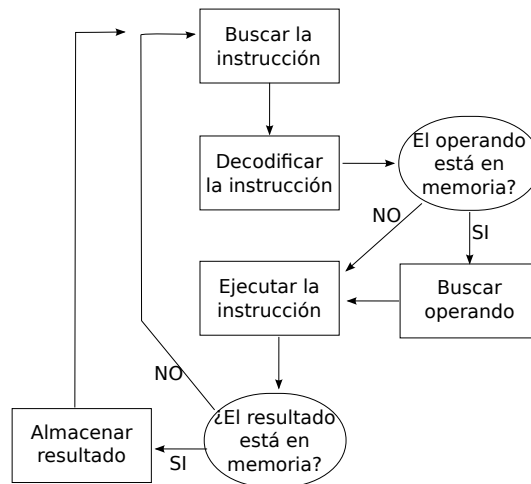 Buscar la
instrucción
Decodificar
la instrucción
El operando
está en
memoria?
NO
SI
Ejecutar la
instrucción
Buscar
operando
NO
¿El resultado
está en
memoria?
SI
Almacenar
resultado